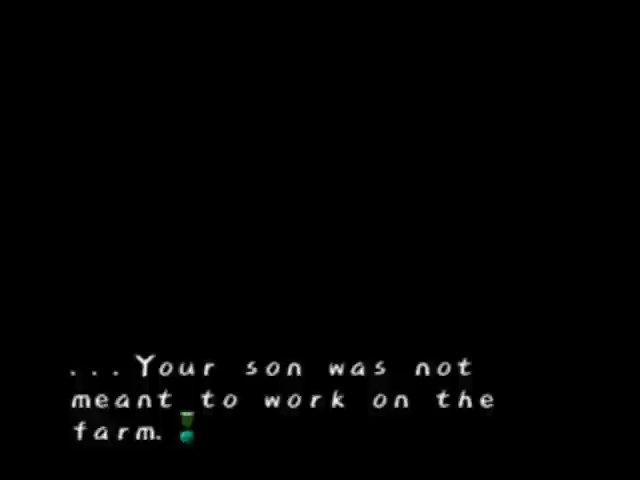 ...Your son was not
meant to work on the
farm.